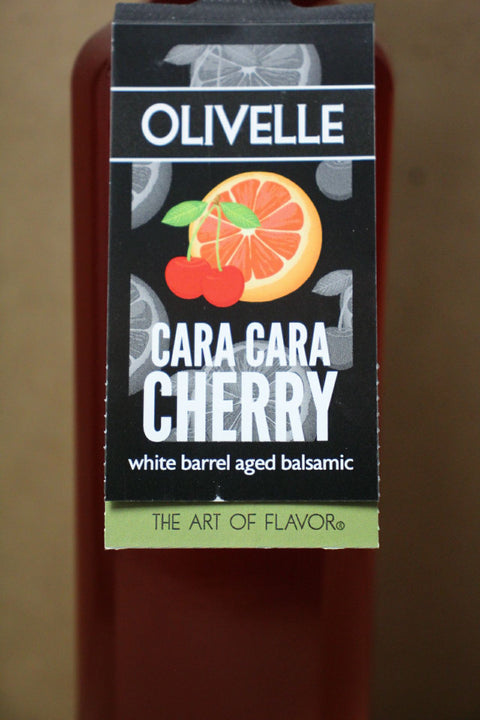 OLIVELLE
CARA CARA
CHERRY
white barrel aged balsamic
THE ART OF FLAVOR®